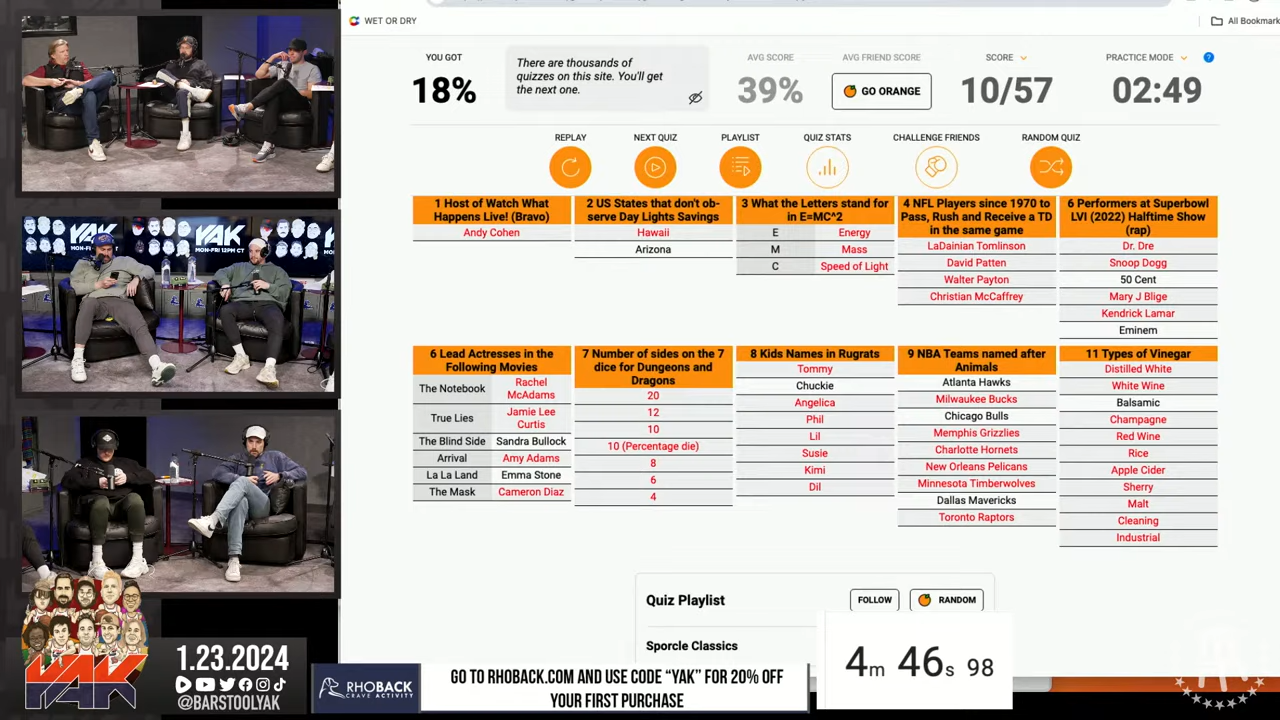 WET OR DRY
All Bookmark
YOU GOT
18%
There are thousands of
quizzes on this site. You'll get
the next one.
AVG SCORE
39%
AVG FRIEND SCORE
GO ORANGE
SCORE
10/57
PRACTICE MODE
?
02:49
REPLAY
NEXT QUIZ
PLAYLIST
QUIZ STATS
CHALLENGE FRIENDS
RANDOM QUIZ
1 Host of Watch What
Happens Live! (Bravo)
Andy Cohen
2 US States that don't ob-
serve Day Lights Savings
Hawaii
Arizona
3 What the Letters stand for
in E=MC^2
E Energy
M Mass
C Speed of Light
4 NFL Players since 1970 to
Pass, Rush and Receive a TD
in the same game
LaDainian Tomlinson
David Patten
Walter Payton
Christian McCaffrey
6 Performers at Superbowl
LVI (2022) Halftime Show
(rap)
Dr. Dre
Snoop Dogg
50 Cent
Mary J Blige
Kendrick Lamar
Eminem
6 Lead Actresses in the
Following Movies
The Notebook Rachel
McAdams
True Lies Jamie Lee
Curtis
The Blind Side Sandra Bullock
Arrival Amy Adams
La La Land Emma Stone
The Mask Cameron Diaz
7 Number of sides on the 7
dice for Dungeons and
Dragons
20
12
10
10 (Percentage die)
8
6
4
8 Kids Names in Rugrats
Tommy
Chuckie
Angelica
Phil
Lil
Susie
Kimi
Dil
9 NBA Teams named after
Animals
Atlanta Hawks
Milwaukee Bucks
Chicago Bulls
Memphis Grizzlies
Charlotte Hornets
New Orleans Pelicans
Minnesota Timberwolves
Dallas Mavericks
Toronto Raptors
11 Types of Vinegar
Distilled White
White Wine
Balsamic
Champagne
Red Wine
Rice
Apple Cider
Sherry
Malt
Cleaning
Industrial
Quiz Playlist
FOLLOW
RANDOM
Sporcle Classics
4m 46s 98
YAK
1.23.2024
@BARSTOOLYAK
RHOBACK
CRAVE ACTIVITY
GO TO RHOBACK.COM AND USE CODE “YAK” FOR 20% OFF
YOUR FIRST PURCHASE
YAK
MON-FRI 12PM CT